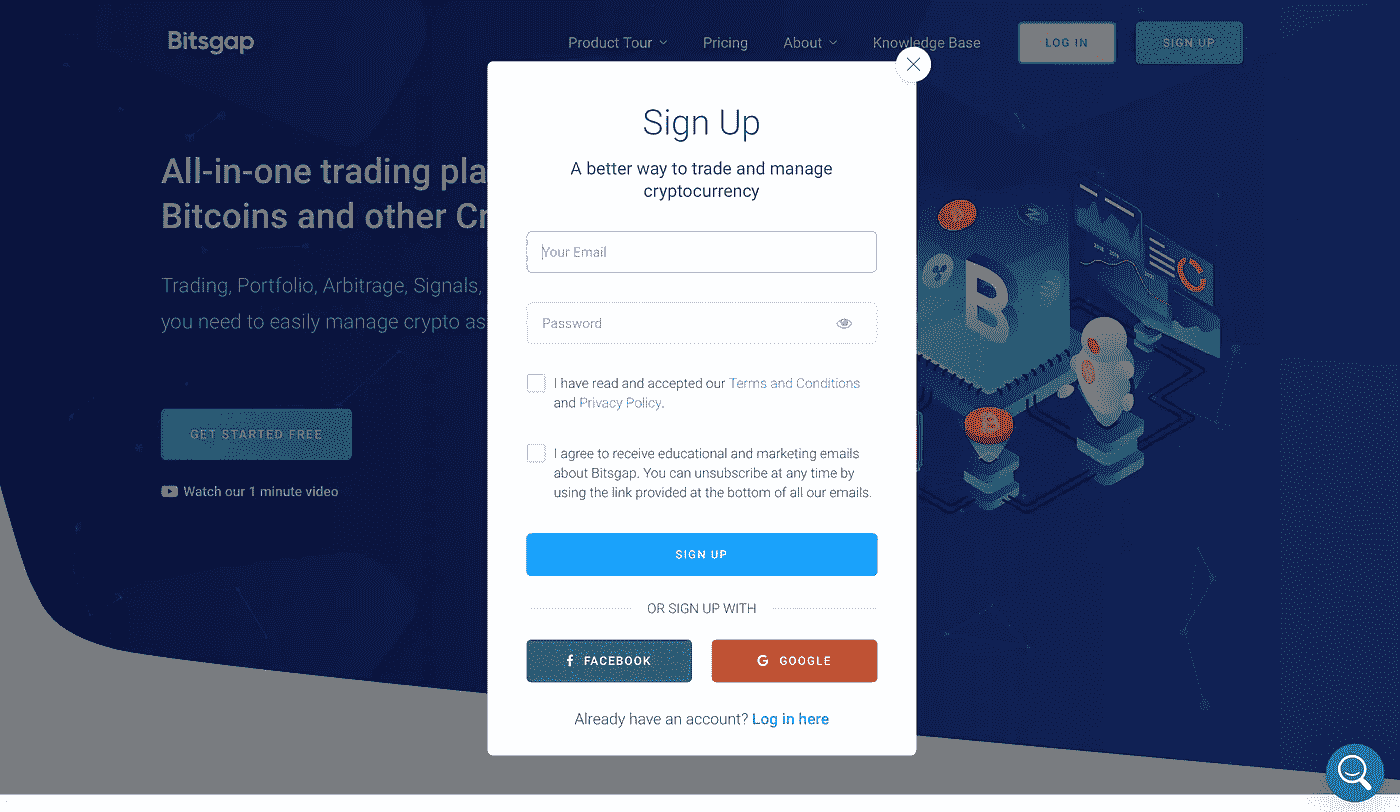 Bitsgap
Product Tour
Pricing
About
Knowledge Base
LOG IN
SIGN UP
All-in-one trading pla
Bitcoins and other Cr
Trading, Portfolio, Arbitrage, Signals,
you need to easily manage crypto as
GET STARTED FREE
Watch our 1 minute video
Sign Up
A better way to trade and manage
cryptocurrency
Your Email
Password
I have read and accepted our Terms and Conditions
and Privacy Policy.
I agree to receive educational and marketing emails
about Bitsgap. You can unsubscribe at any time by
using the link provided at the bottom of all our emails.
SIGN UP
OR SIGN UP WITH
FACEBOOK
GOOGLE
Already have an account? Log in here